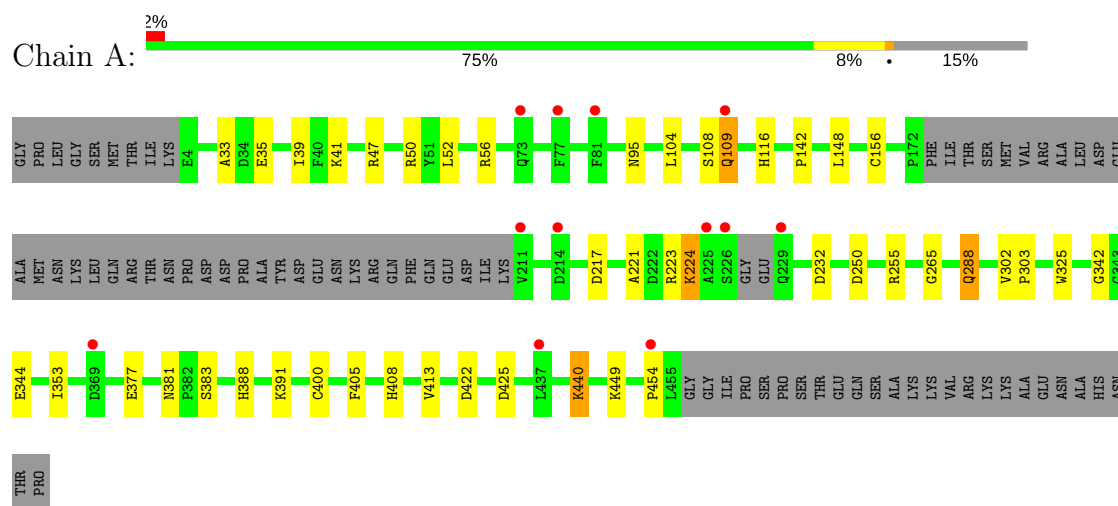 2%
Chain A:
75% 8% • 15%
GLY PRO LEU GLY SER MET THR ILE LYS E4 A33 D34 E35 I39 F40 K41 R47 R50 Y51 L52 R56 Q73 F77 F81 N95 L104 S108 Q109 H116 P142 L148 C156 P172 PHE ILE THR SER MET VAL ARG ALA LEU ASP GLU
ALA MET ASN LYS LEU GLN ARG THR ASN PRO ASP ASP PRO ALA TYR ASP GLU ASN LYS ARG GLN PHE GLN GLU ASP ILE LYS V211 D214 D217 A221 D222 R223 K224 A225 S226 GLY GLU Q229 D232 D250 R255 G265 Q288 V302 P303 W325 G342 G343
E344 I353 D369 E377 N381 P382 S383 H388 K391 C400 F405 H408 V413 D422 D425 L437 K440 K449 P454 L455 GLY GLY ILE PRO SER PRO SER THR GLU GLN SER ALA LYS LYS VAL ARG LYS LYS ALA GLU ASN ALA HIS ASN
THR PRO